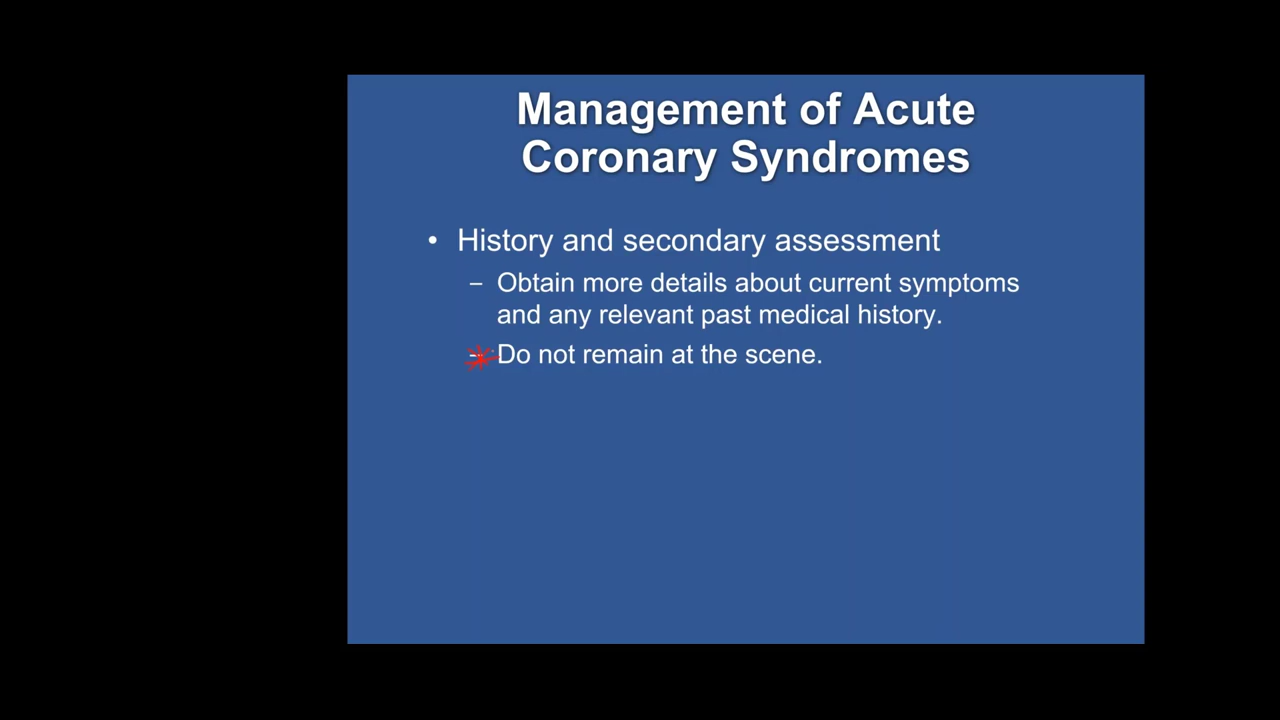 Management of Acute
Coronary Syndromes
• History and secondary assessment
– Obtain more details about current symptoms
and any relevant past medical history.
– Do not remain at the scene.